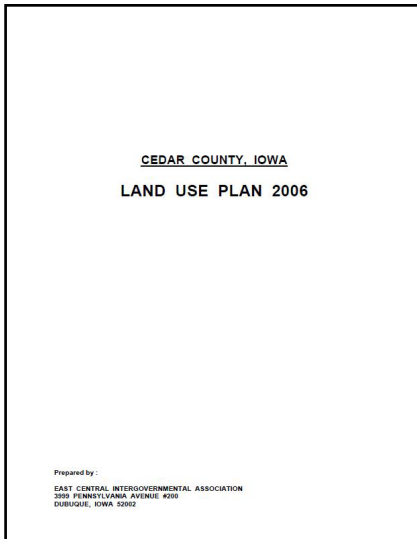 CEDAR COUNTY, IOWA
LAND USE PLAN 2006
Prepared by :
EAST CENTRAL INTERGOVERNMENTAL ASSOCIATION
3999 PENNSYLVANIA AVENUE #200
DUBUQUE, IOWA 52002